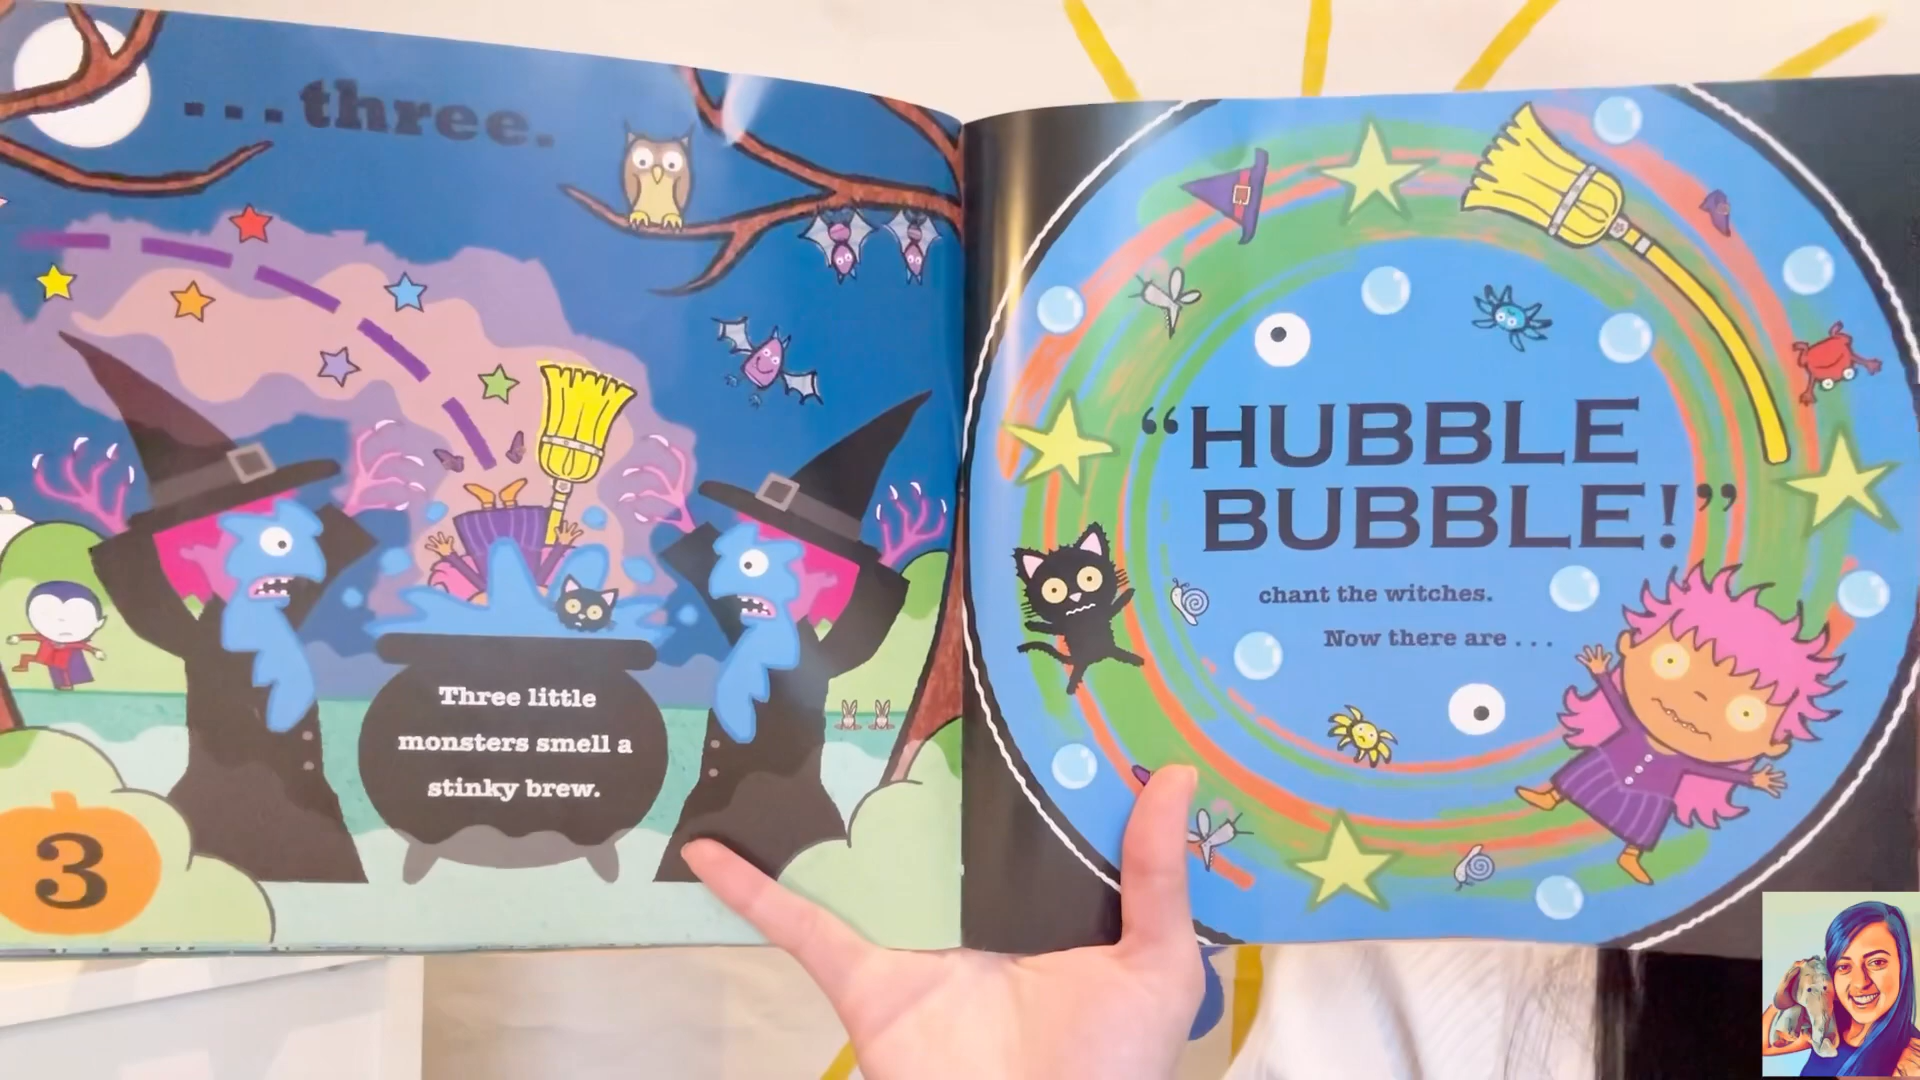 ...three.
Three little
monsters smell a
stinky brew.
3
“HUBBLE
BUBBLE!”
chant the witches.
Now there are . . .